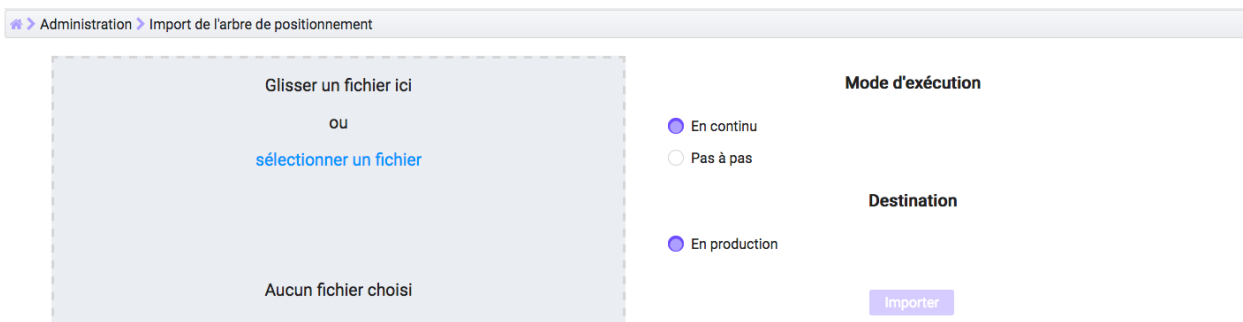 Administration Import de l'arbre de positionnement
Glisser un fichier ici
ou
sélectionner un fichier
Aucun fichier choisi
Mode d'exécution
En continu
Pas à pas
Destination
En production
Importer